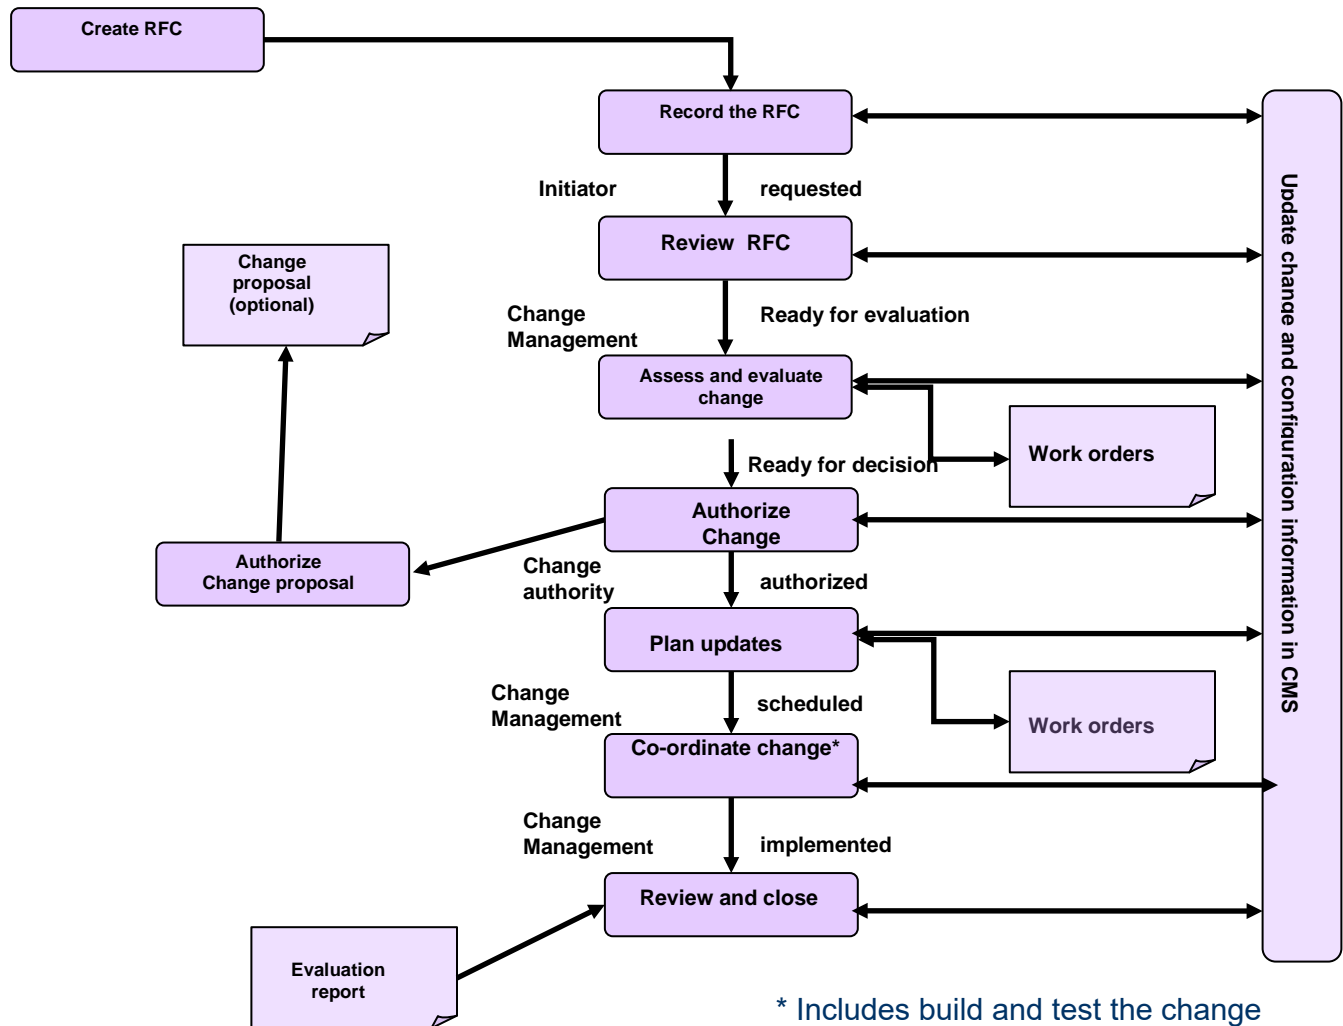 Create RFC
Record the RFC
Initiator
requested
Review RFC
Change
proposal
(optional)
Change
Management
Ready for evaluation
Assess and evaluate
change
Work orders
Ready for decision
Authorize
Change
Authorize
Change proposal
Change
authority
authorized
Plan updates
Change
Management
scheduled
Work orders
Co-ordinate change*
Change
Management
implemented
Review and close
Evaluation
report
Update change and configuration information in CMS
* Includes build and test the change